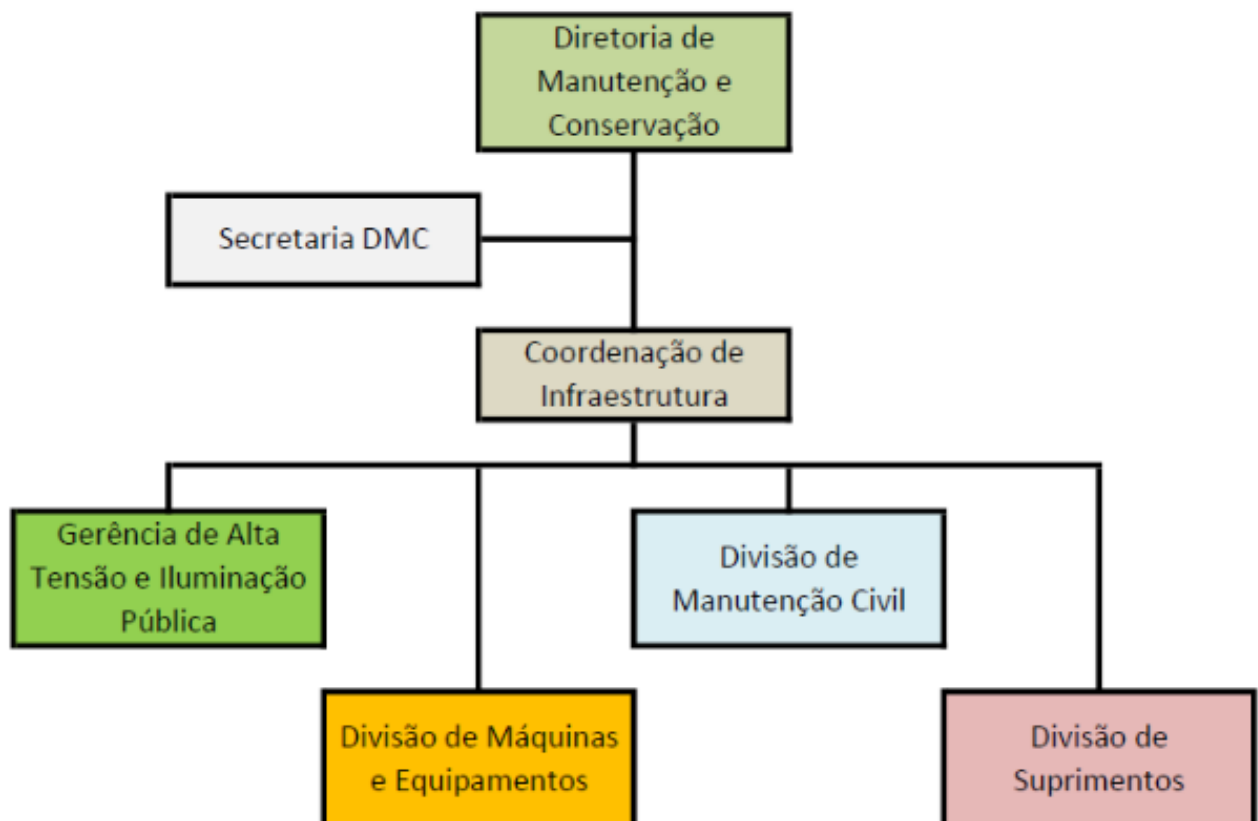 Diretoria de
Manutenção e
Conservação
Secretaria DMC
Coordenação de
Infraestrutura
Gerência de Alta
Tensão e Iluminação
Pública
Divisão de
Manutenção Civil
Divisão de Máquinas
e Equipamentos
Divisão de
Suprimentos